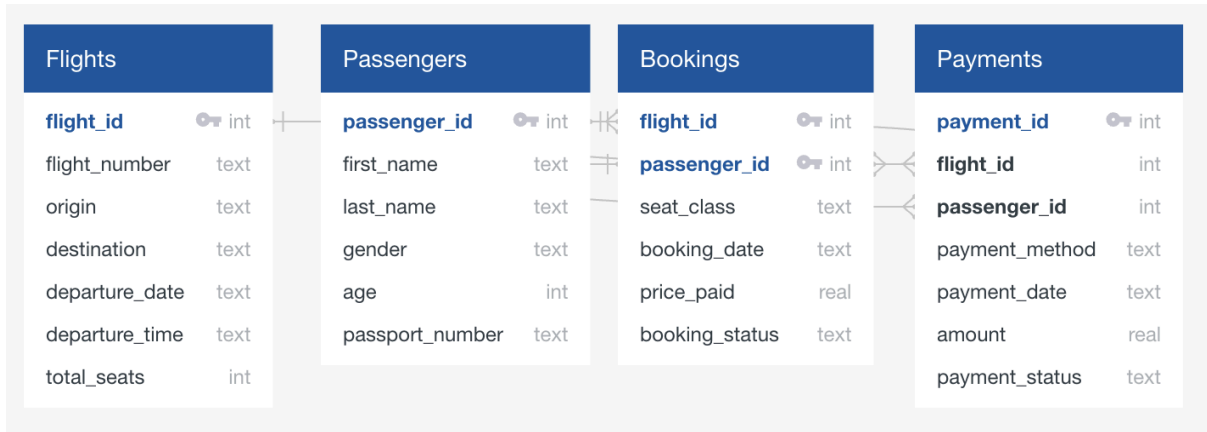 Flights
flight_id int
flight_number text
origin text
destination text
departure_date text
departure_time text
total_seats int
Passengers
passenger_id int
first_name text
last_name text
gender text
age int
passport_number text
Bookings
flight_id int
passenger_id int
seat_class text
booking_date text
price_paid real
booking_status text
Payments
payment_id int
flight_id int
passenger_id int
payment_method text
payment_date text
amount real
payment_status text